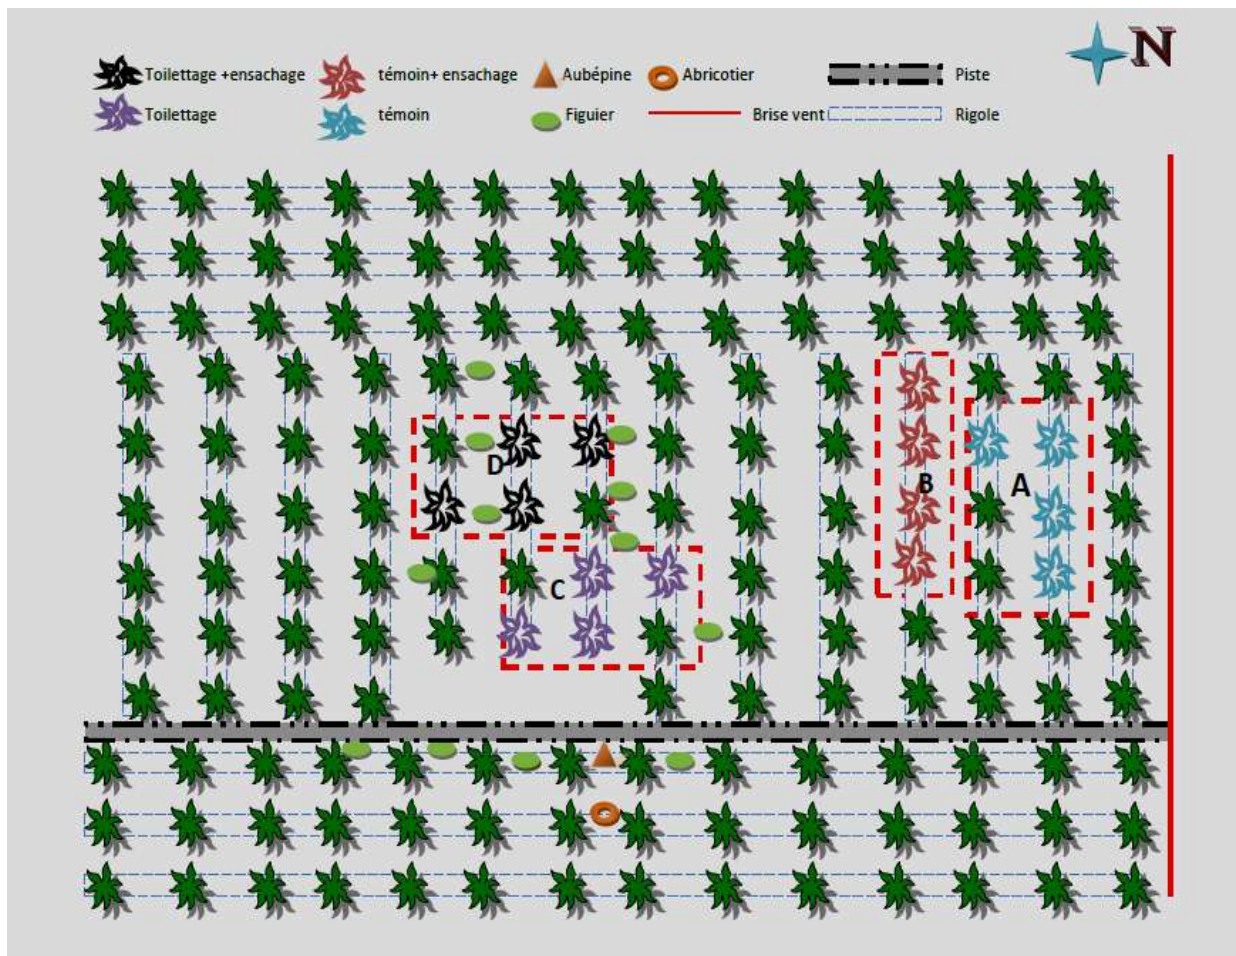 N
Toilettage +ensachage témoin+ ensachage Aubépine Abricotier Piste
Toilettage témoin Figuier Brise vent Rigole
D
B
A
C